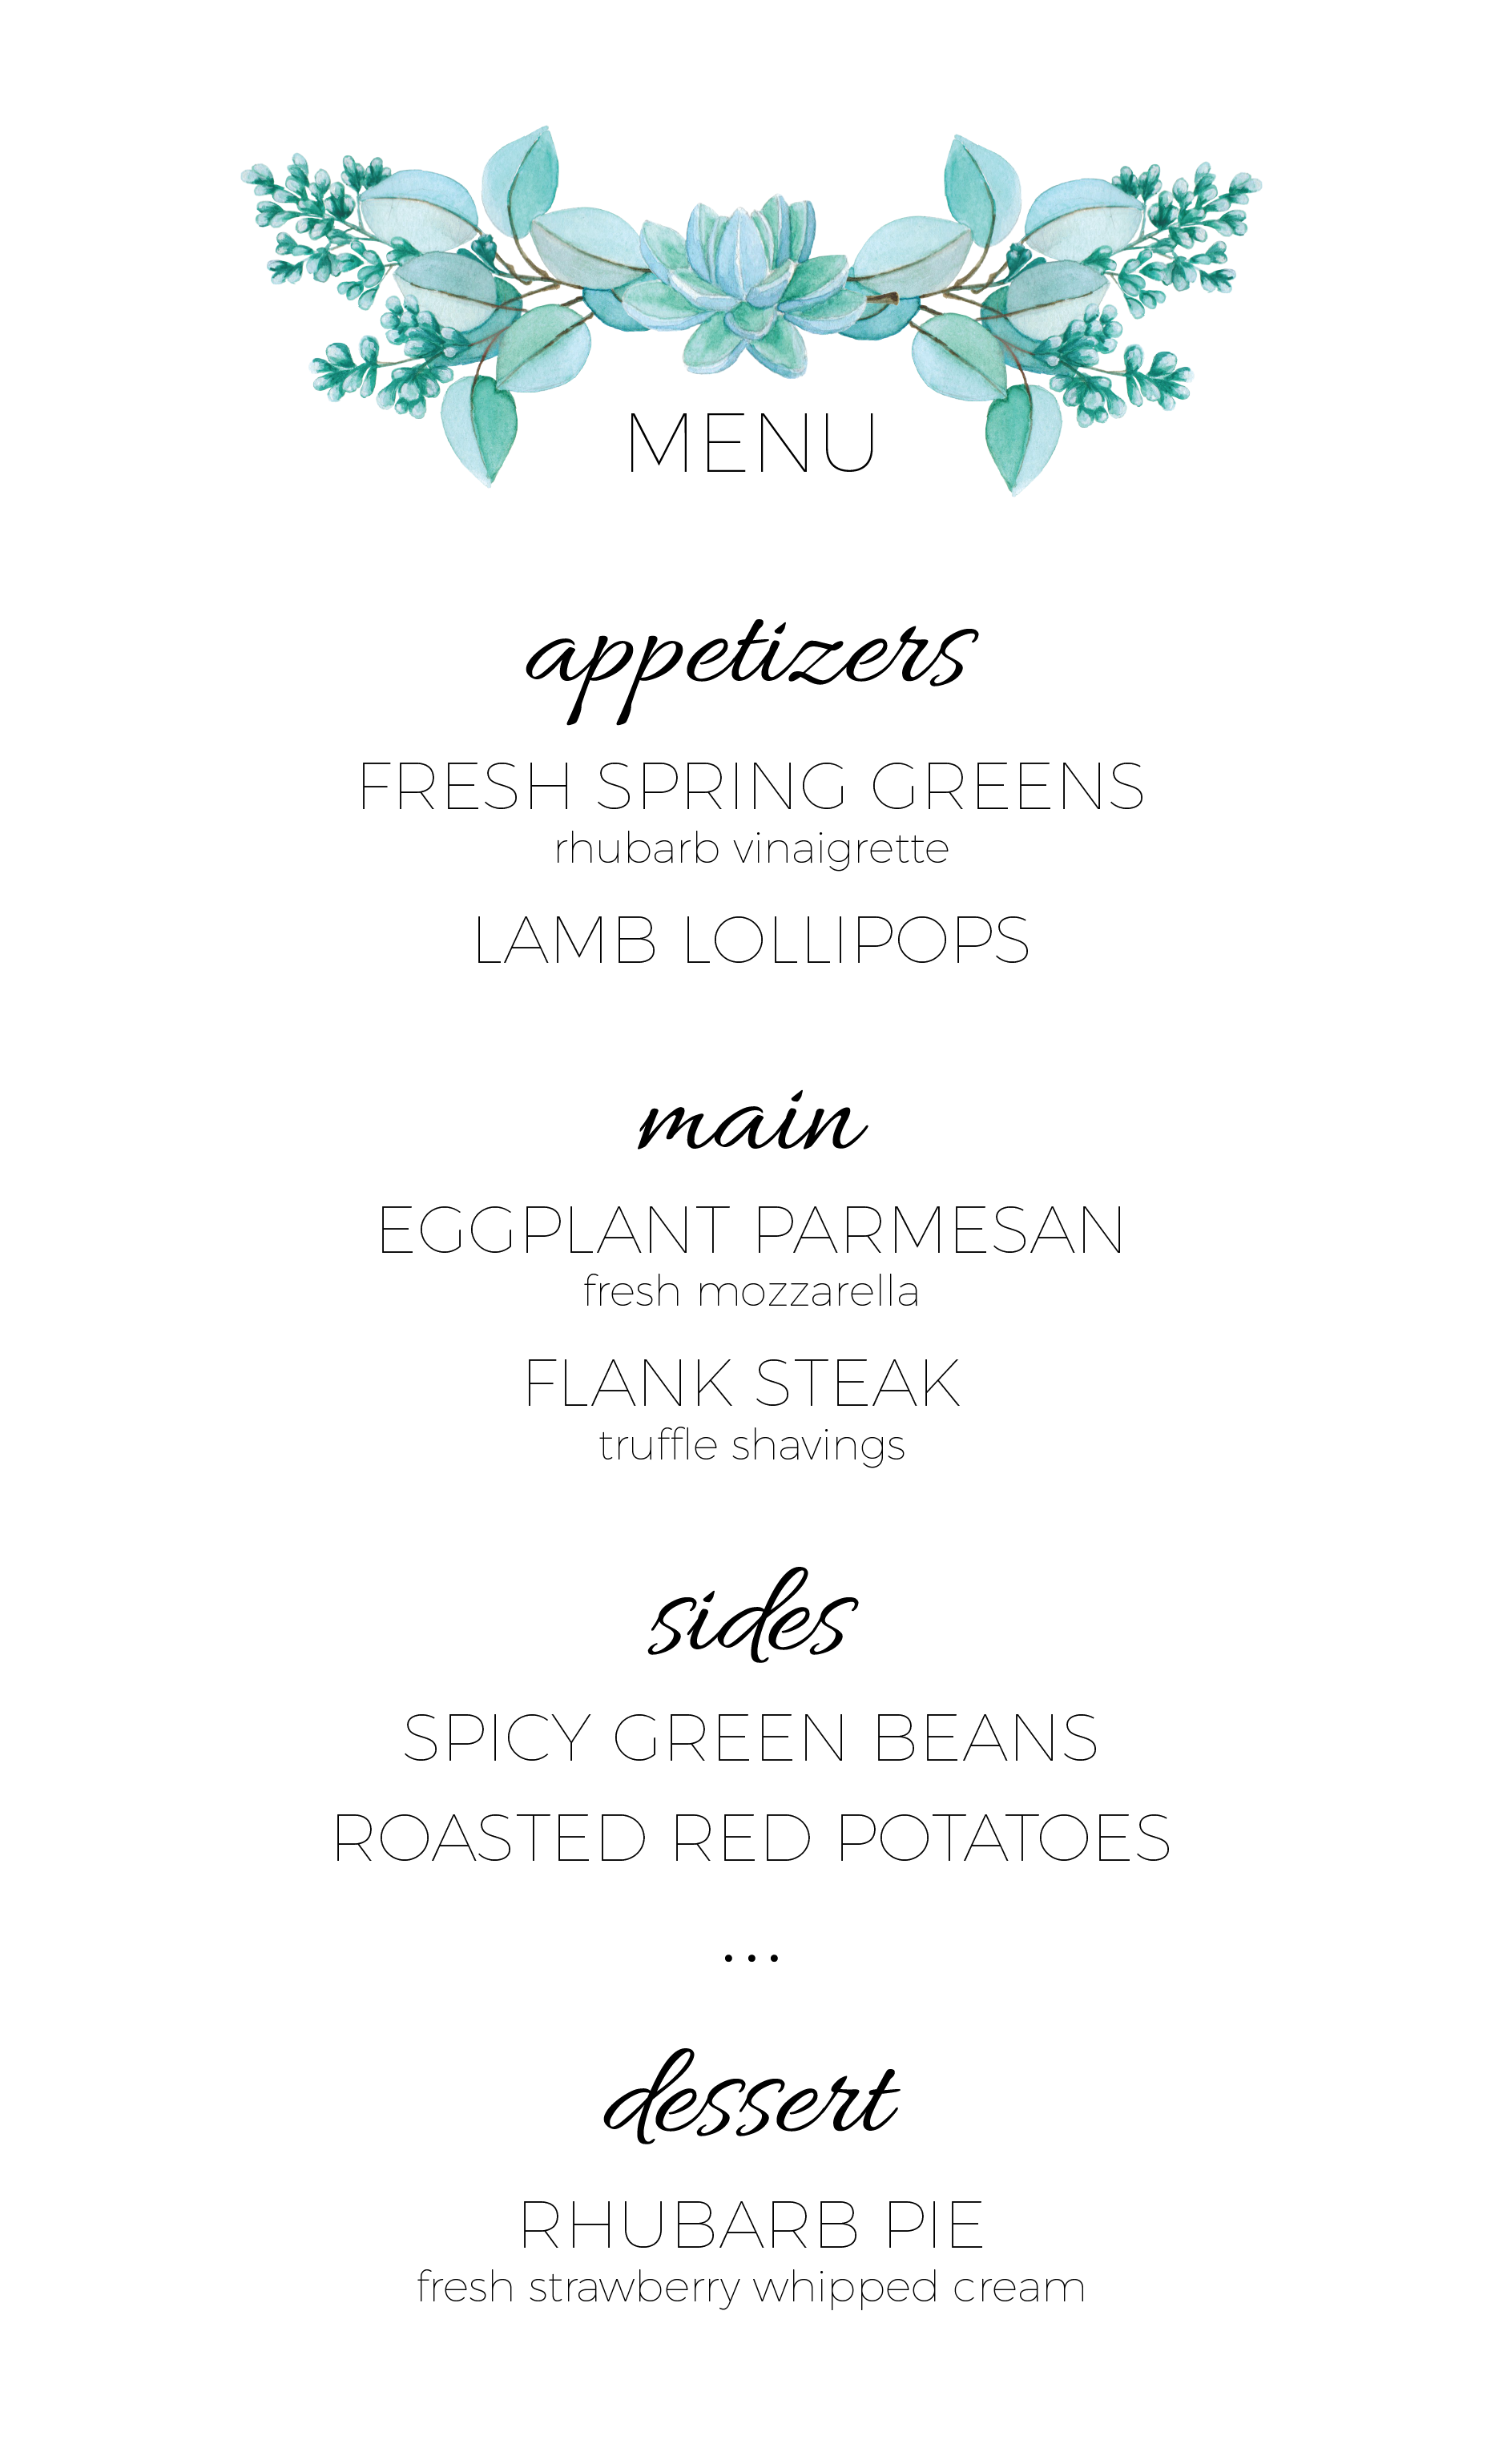 MENU
appetizers
FRESH SPRING GREENS
rhubarb vinaigrette
LAMB LOLLIPOPS
main
EGGPLANT PARMESAN
fresh mozzarella
FLANK STEAK
truffle shavings
sides
SPICY GREEN BEANS
ROASTED RED POTATOES
...
dessert
RHUBARB PIE
fresh strawberry whipped cream